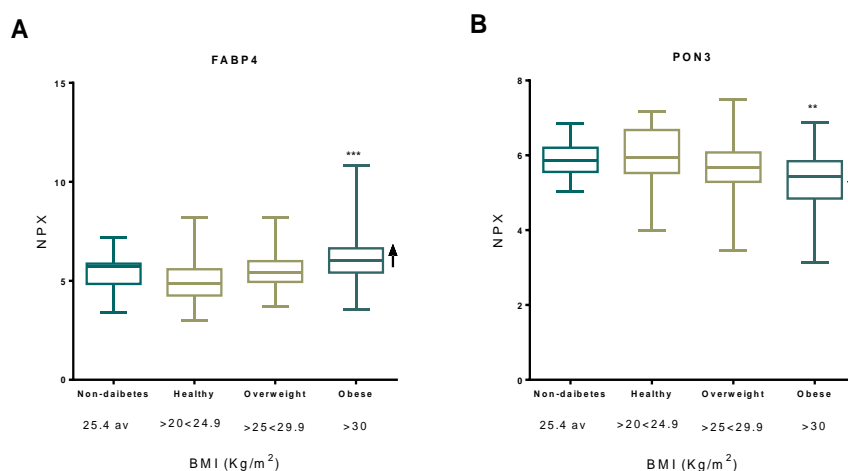 A
FABP4
NPX
15
10
5
0
***
Non-daibetes Healthy Overweight Obese
25.4 av >20<24.9 >25<29.9 >30
BMI (Kg/m²)
B
PON3
NPX
8
6
4
2
0
**
Non-daibetes Healthy Overweight Obese
25.4 av >20<24.9 >25<29.9 >30
BMI (Kg/m²)